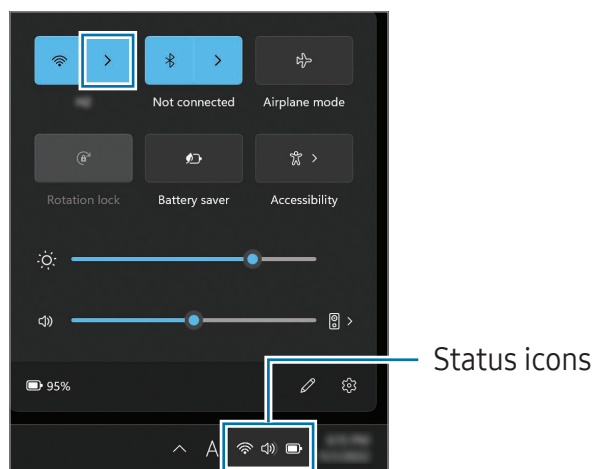 Not connected Airplane mode
Rotation lock Battery saver Accessibility
Status icons
95%
A